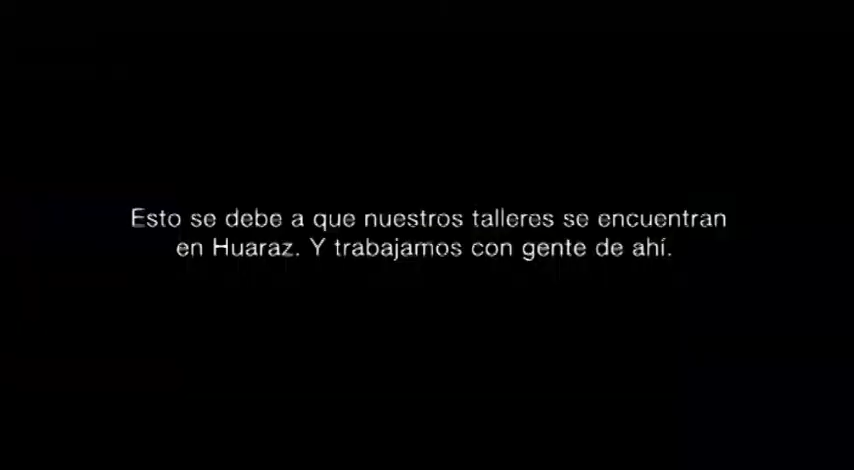 Esto se debe a que nuestros talleres se encuentran
en Huaraz. Y trabajamos con gente de ahí.